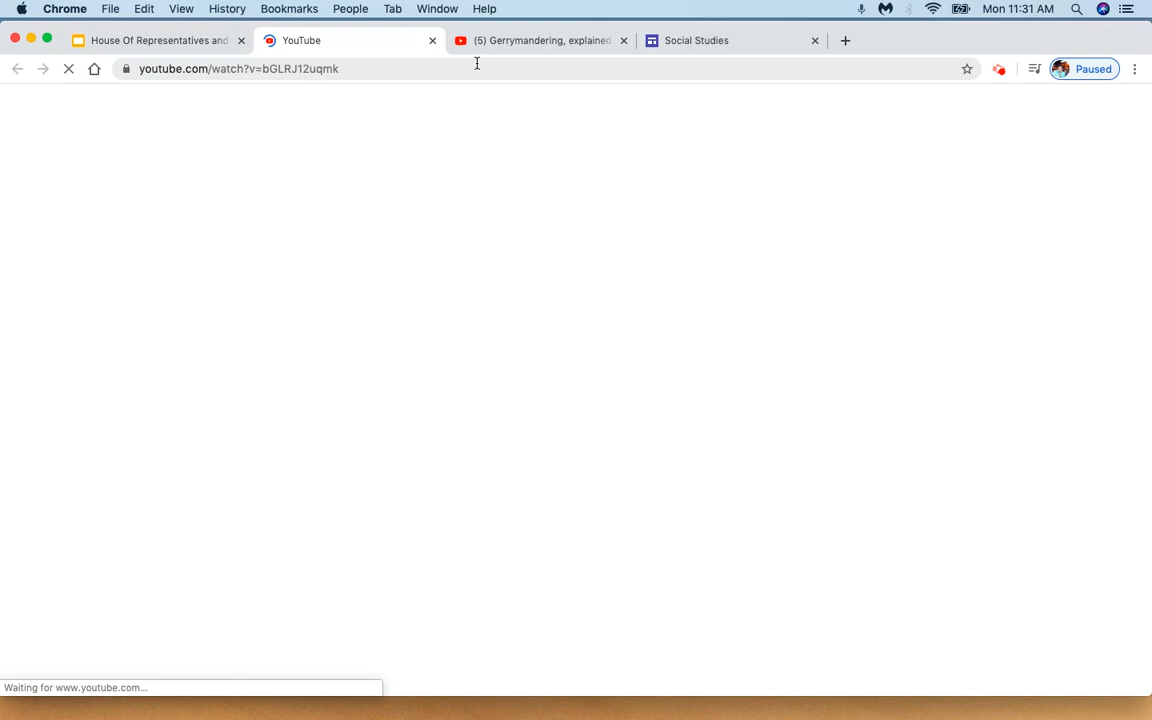 Chrome File Edit View History Bookmarks People Tab Window Help Mon 11:31 AM
House Of Representatives and YouTube (5) Gerrymandering, explained Social Studies
youtube.com/watch?v=bGLRJ12uqmk Paused
Waiting for www.youtube.com...